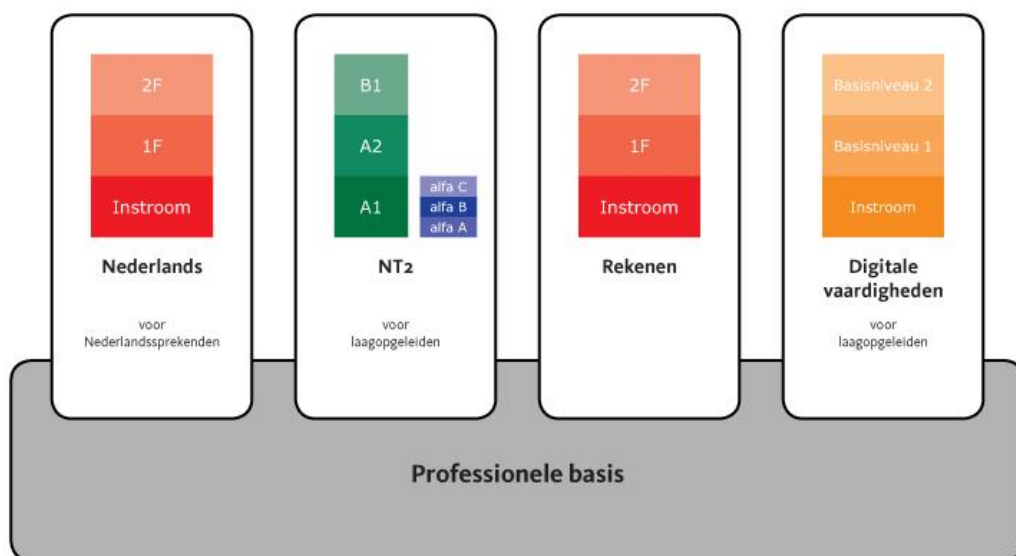 2F
1F
Instroom
Nederlands
voor
Nederlandssprekenden
B1
A2
A1
alfa C
alfa B
alfa A
NT2
voor
laagopgeleiden
2F
1F
Instroom
Rekenen
Basisniveau 2
Basisniveau 1
Instroom
Digitale
vaardigheden
voor
laagopgeleiden
Professionele basis